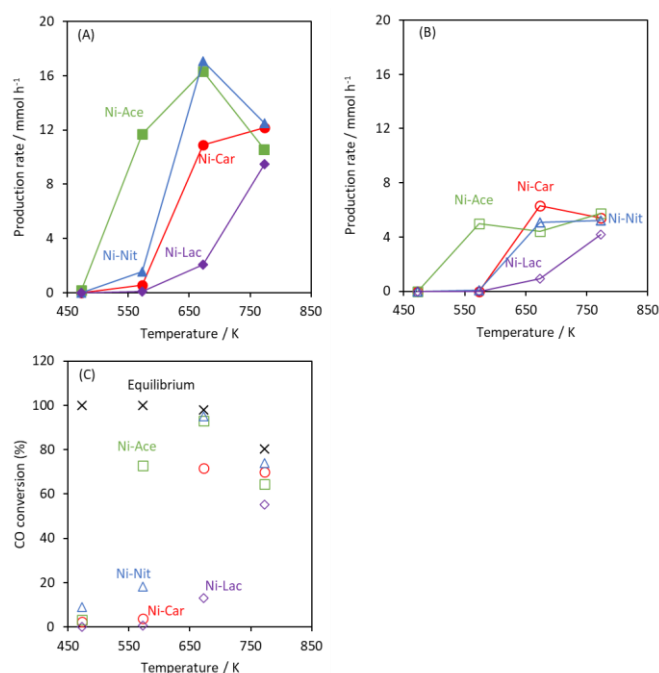 (A)
Production rate / mmol h⁻¹
20
16
12
8
4
0
Ni-Ace
Ni-Car
Ni-Nit
Ni-Lac
450 550 650 750 850
Temperature / K
(B)
Production rate / mmol h⁻¹
20
16
12
8
4
0
Ni-Car
Ni-Ace
Ni-Nit
Ni-Lac
450 550 650 750 850
Temperature / K
(C)
CO conversion (%)
120
100
80
60
40
20
0
Equilibrium
Ni-Ace
Ni-Nit
Ni-Lac
Ni-Car
450 550 650 750 850
Temperature / K